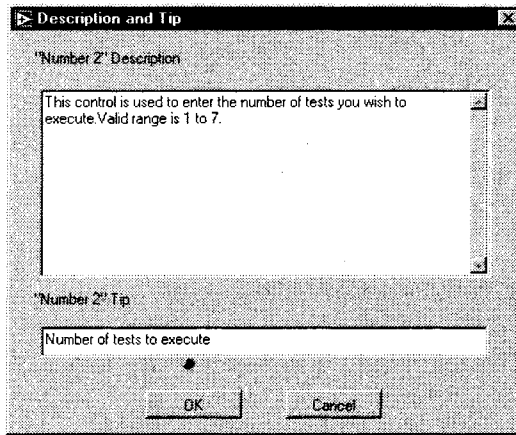 Description and Tip
"Number 2" Description
This control is used to enter the number of tests you wish to
execute.Valid range is 1 to 7.
"Number 2" Tip
Number of tests to execute
OK
Cancel